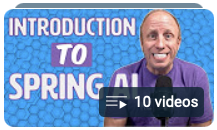 INTRODUCTION
TO
SPRING AI
10 videos